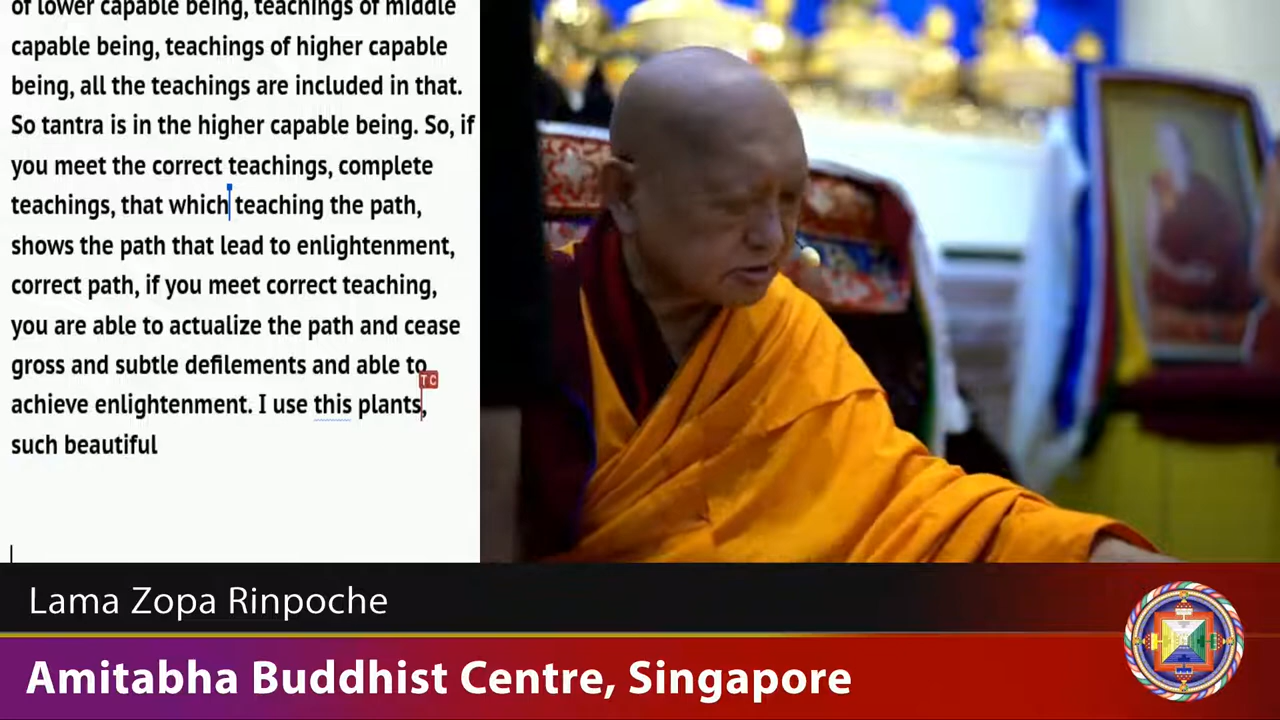 of lower capable being, teachings of middle
capable being, teachings of higher capable
being, all the teachings are included in that.
So tantra is in the higher capable being. So, if
you meet the correct teachings, complete
teachings, that which teaching the path,
shows the path that lead to enlightenment,
correct path, if you meet correct teaching,
you are able to actualize the path and cease
gross and subtle defilements and able to
TC
achieve enlightenment. I use this plants,
such beautiful
Lama Zopa Rinpoche
Amitabha Buddhist Centre, Singapore